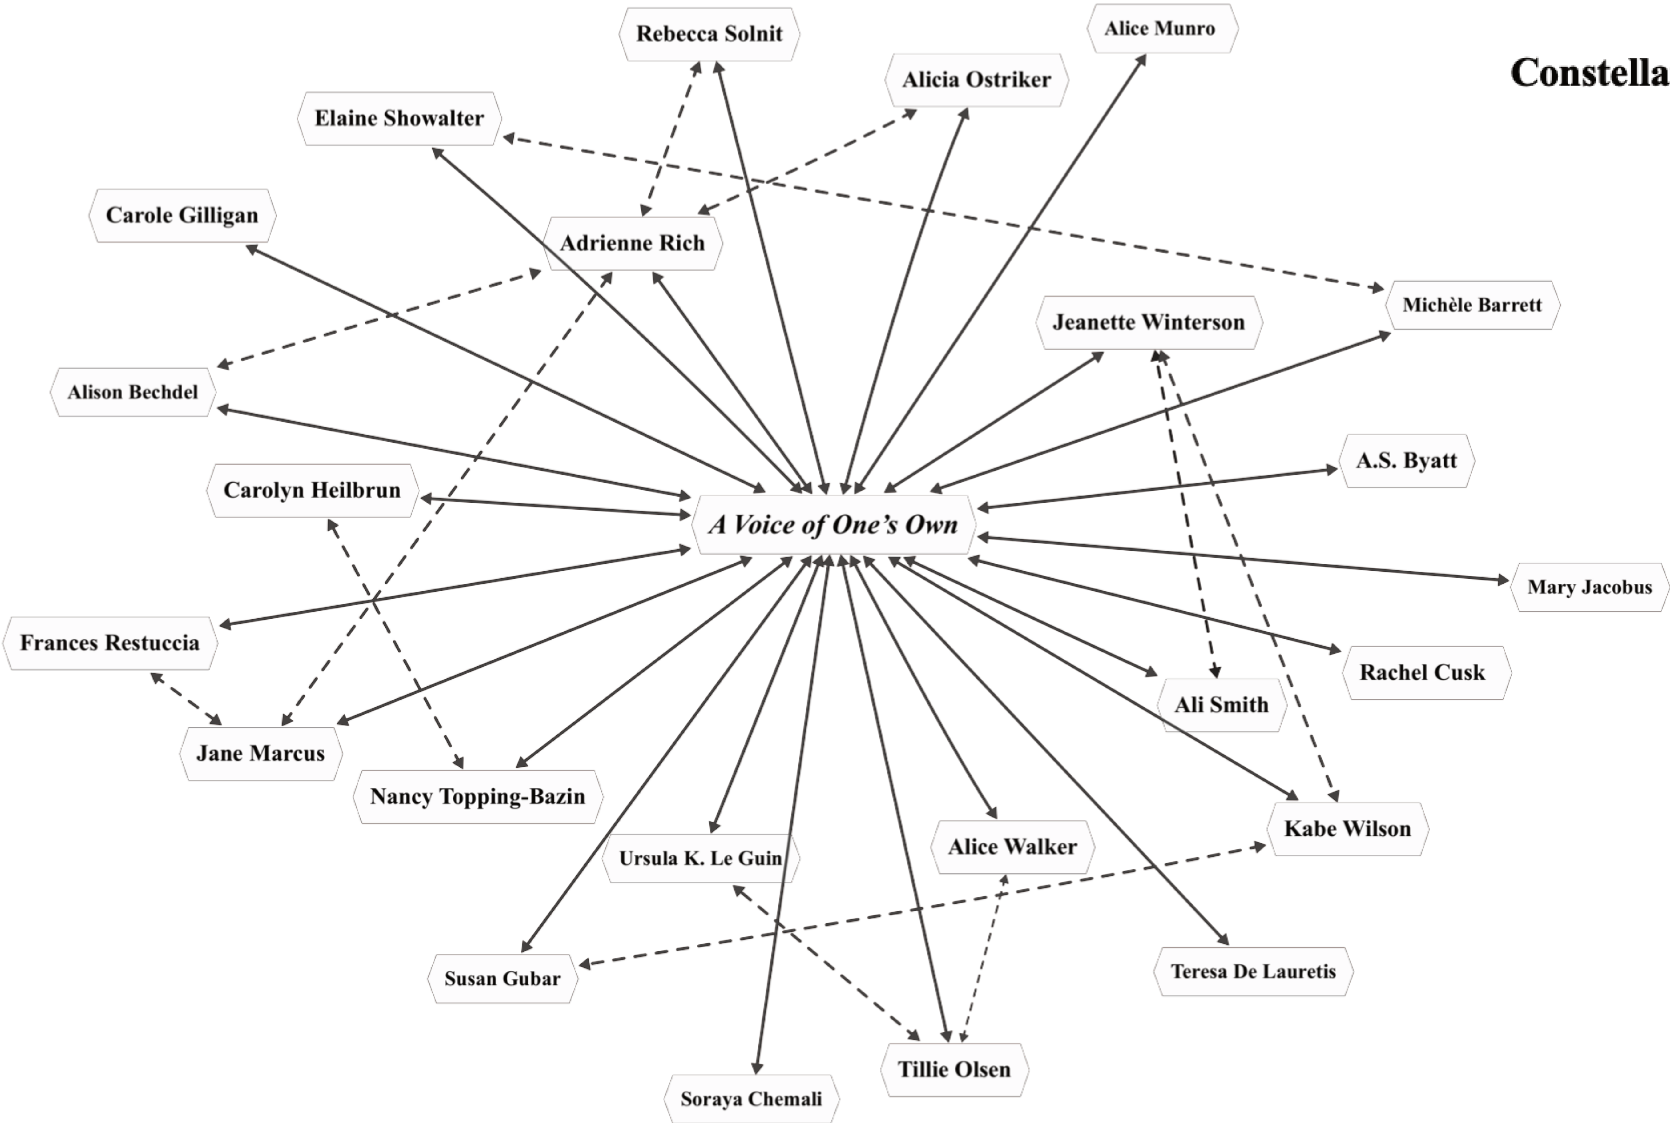 Rebecca Solnit
Alice Munro
Constella
Alicia Ostriker
Elaine Showalter
Carole Gilligan
Adrienne Rich
Michèle Barrett
Jeanette Winterson
Alison Bechdel
A.S. Byatt
Carolyn Heilbrun
A Voice of One's Own
Mary Jacobus
Frances Restuccia
Rachel Cusk
Ali Smith
Jane Marcus
Nancy Topping-Bazin
Kabe Wilson
Ursula K. Le Guin
Alice Walker
Susan Gubar
Teresa De Lauretis
Tillie Olsen
Soraya Chemali